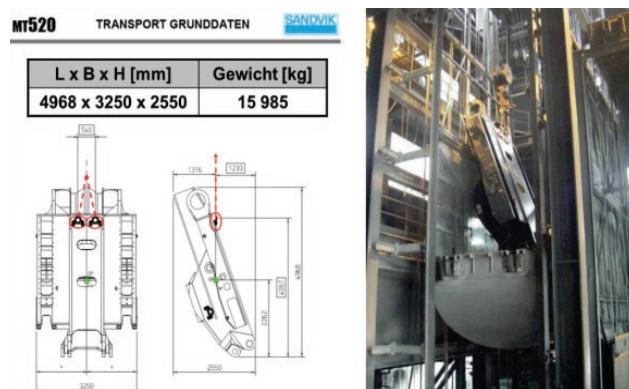 MT520 TRANSPORT GRUNDDATEN SANDVIK
L x B x H [mm] Gewicht [kg]
4968 x 3250 x 2550 15 985
540
1316 1233
4968
4057
2262
3250
2550